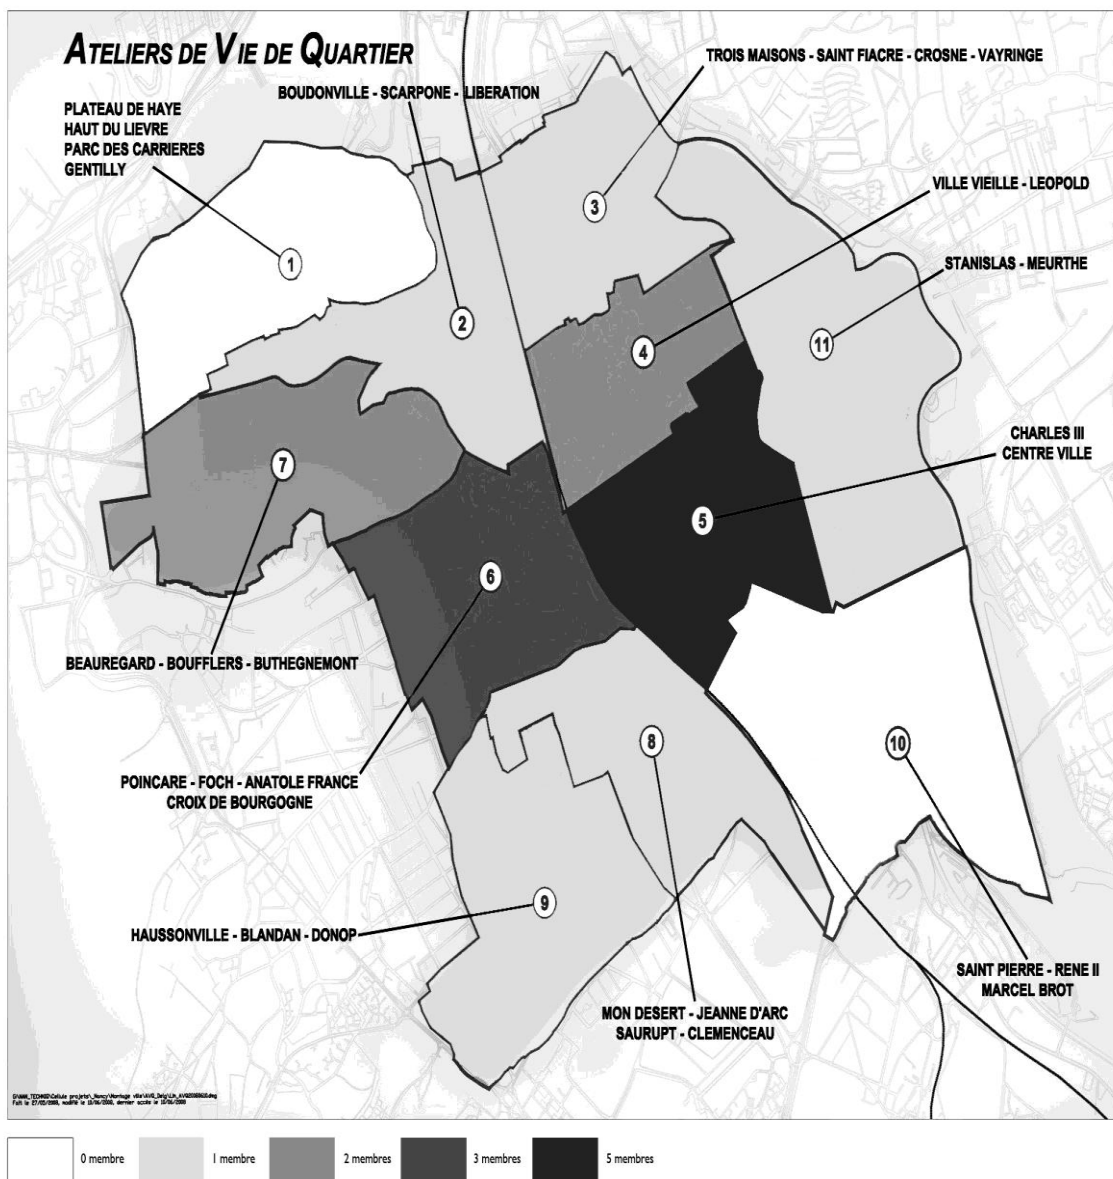 ATELIERS DE VIE DE QUARTIER
TROIS MAISONS - SAINT FIACRE - CROSNE - VAYRINGE
BOUDONVILLE - SCARPONE - LIBERATION
PLATEAU DE HAYE
HAUT DU LIEVRE
PARC DES CARRIERES
GENTILLY
VILLE VIEILLE - LEOPOLD
3
STANISLAS - MEURTHE
1
2
4
11
CHARLES III
CENTRE VILLE
7
5
6
BEAUREGARD - BOUFFLERS - BUTHEGNEMONT
8
10
POINCARE - FOCH - ANATOLE FRANCE
CROIX DE BOURGOGNE
9
HAUSSONVILLE - BLANDAN - DONOP
SAINT PIERRE - RENE II
MARCEL BROT
MON DESERT - JEANNE D'ARC
SAURUPT - CLEMENCEAU
0 membre
1 membre
2 membres
3 membres
5 membres